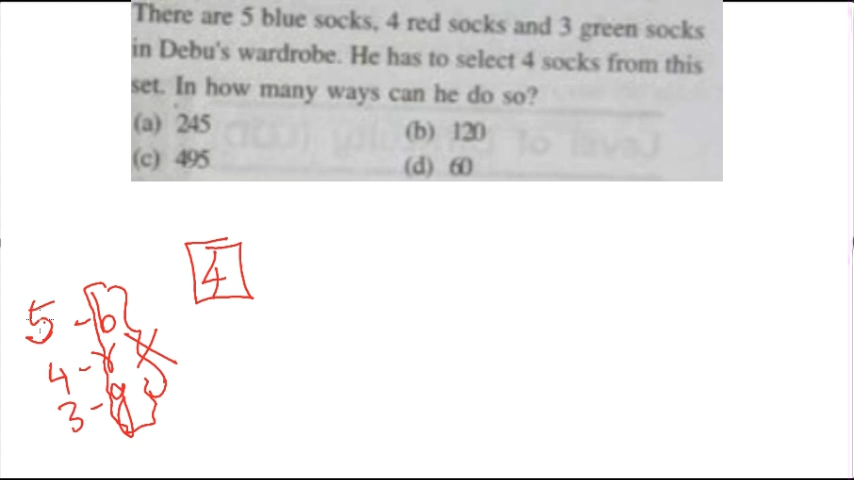 There are 5 blue socks, 4 red socks and 3 green socks
in Debu's wardrobe. He has to select 4 socks from this
set. In how many ways can he do so?
(a) 245 (b) 120
(c) 495 (d) 60
4
5 - b
4 - r
3 - g